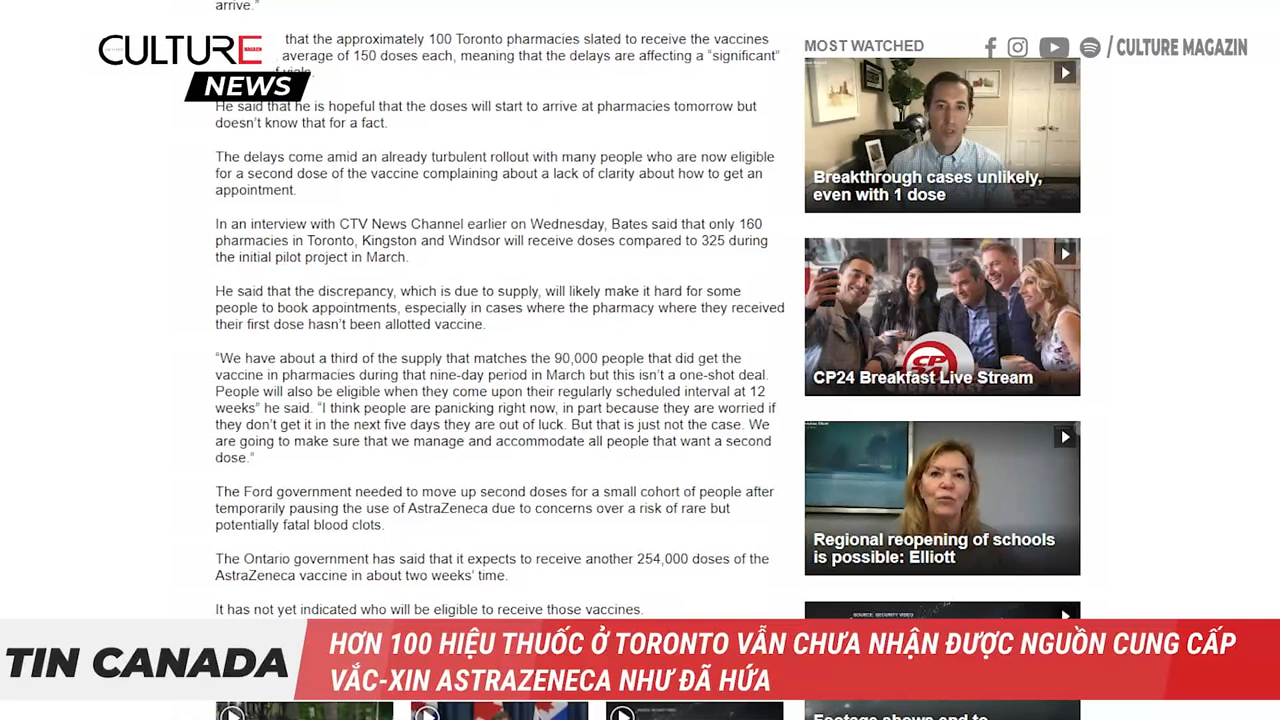 arrive.”
CULTURE
MAGAZIN
NEWS
that the approximately 100 Toronto pharmacies slated to receive the vaccines
average of 150 doses each, meaning that the delays are affecting a “significant”
He said that he is hopeful that the doses will start to arrive at pharmacies tomorrow but
doesn’t know that for a fact.
The delays come amid an already turbulent rollout with many people who are now eligible
for a second dose of the vaccine complaining about a lack of clarity about how to get an
appointment.
In an interview with CTV News Channel earlier on Wednesday, Bates said that only 160
pharmacies in Toronto, Kingston and Windsor will receive doses compared to 325 during
the initial pilot project in March.
He said that the discrepancy, which is due to supply, will likely make it hard for some
people to book appointments, especially in cases where the pharmacy where they received
their first dose hasn’t been allotted vaccine.
“We have about a third of the supply that matches the 90,000 people that did get the
vaccine in pharmacies during that nine-day period in March but this isn’t a one-shot deal.
People will also be eligible when they come upon their regularly scheduled interval at 12
weeks” he said. “I think people are panicking right now, in part because they are worried if
they don’t get it in the next five days they are out of luck. But that is just not the case. We
are going to make sure that we manage and accommodate all people that want a second
dose.”
The Ford government needed to move up second doses for a small cohort of people after
temporarily pausing the use of AstraZeneca due to concerns over a risk of rare but
potentially fatal blood clots.
The Ontario government has said that it expects to receive another 254,000 doses of the
AstraZeneca vaccine in about two weeks’ time.
It has not yet indicated who will be eligible to receive those vaccines.
MOST WATCHED
/ CULTURE MAGAZIN
Breakthrough cases unlikely,
even with 1 dose
CP24 Breakfast Live Stream
Regional reopening of schools
is possible: Elliott
SOURCE: SECURITY VIDEO
TIN CANADA
HƠN 100 HIỆU THUỐC Ở TORONTO VẪN CHƯA NHẬN ĐƯỢC NGUỒN CUNG CẤP
VẮC-XIN ASTRAZENECA NHƯ ĐÃ HỨA